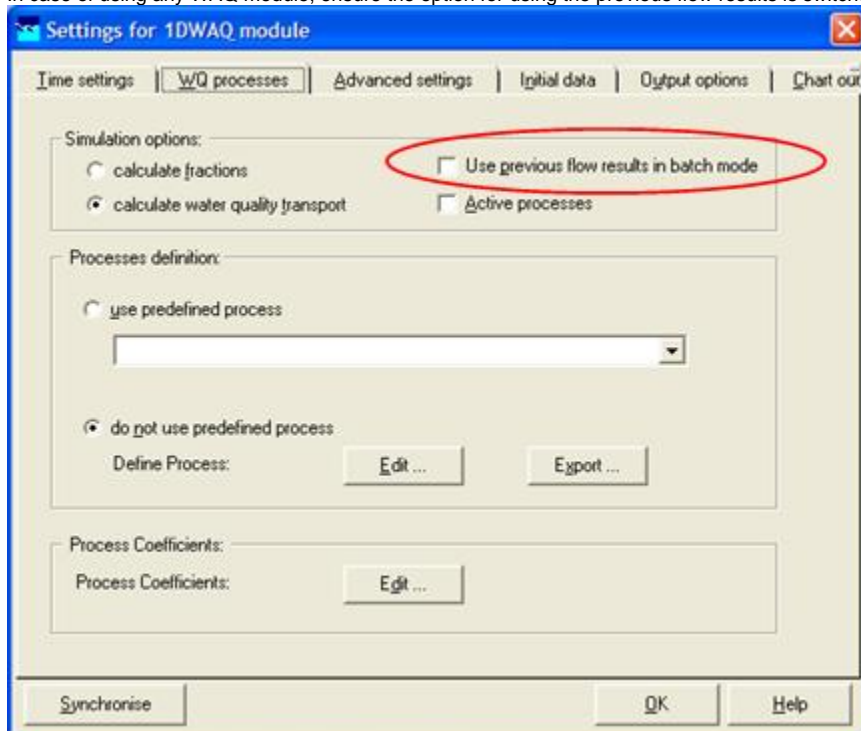 Settings for 1DWAQ module
Time settings WQ processes Advanced settings Initial data Output options Chart out
Simulation options:
calculate fractions Use previous flow results in batch mode
calculate water quality transport Active processes
Processes definition:
use predefined process
do not use predefined process
Define Process: Edit ... Export ...
Process Coefficients:
Process Coefficients: Edit ...
Synchronise OK Help